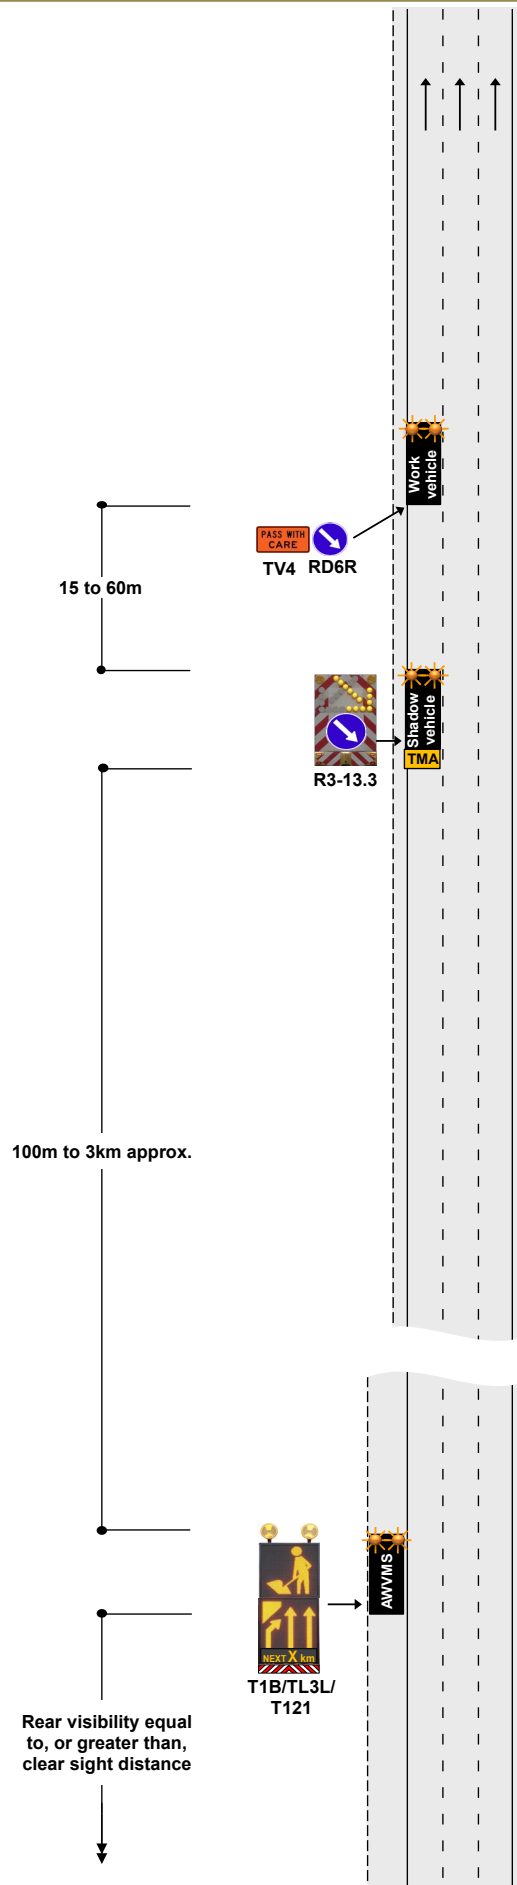 Work
vehicle
PASS WITH
CARE
TV4 RD6R
15 to 60m
Shadow
vehicle
TMA
R3-13.3
100m to 3km approx.
AWVMS
NEXT X km
T1B/TL3L/
T121
Rear visibility equal
to, or greater than,
clear sight distance